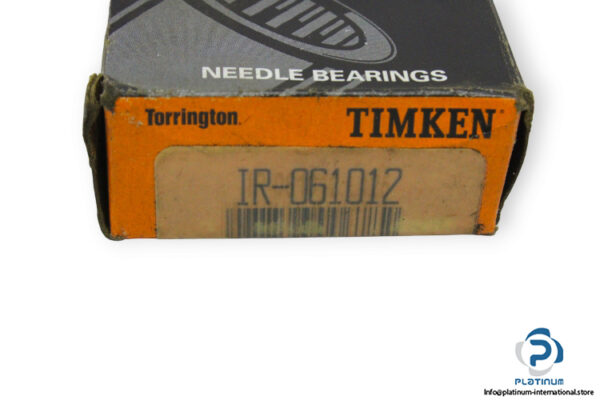 NEEDLE BEARINGS
Torrington.
TIMKEN
IR-061012
PLATINUM
Info@platinum-international.store